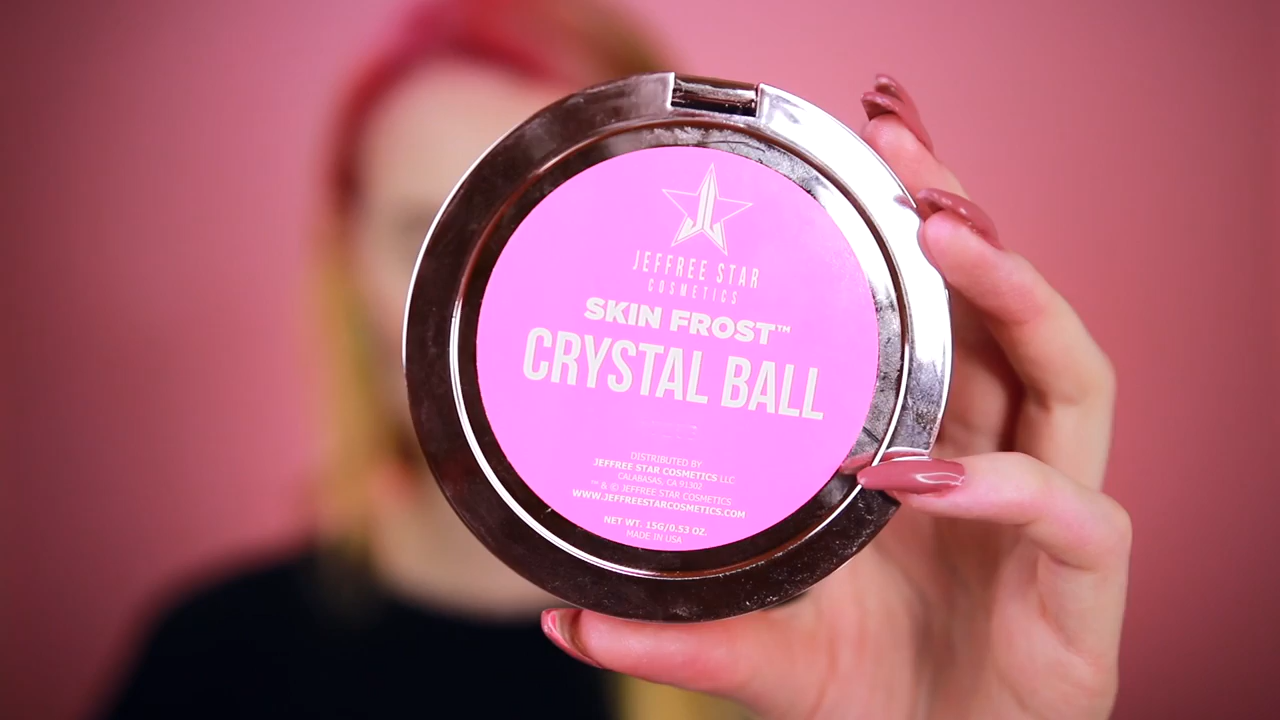 JEFFREE STAR
COSMETICS
SKIN FROST™
CRYSTAL BALL
DISTRIBUTED BY
JEFFREE STAR COSMETICS LLC
CALABASAS, CA 91302
™ & © JEFFREE STAR COSMETICS
WWW.JEFFREESTARCOSMETICS.COM
NET WT. 15G/0.53 OZ.
MADE IN USA